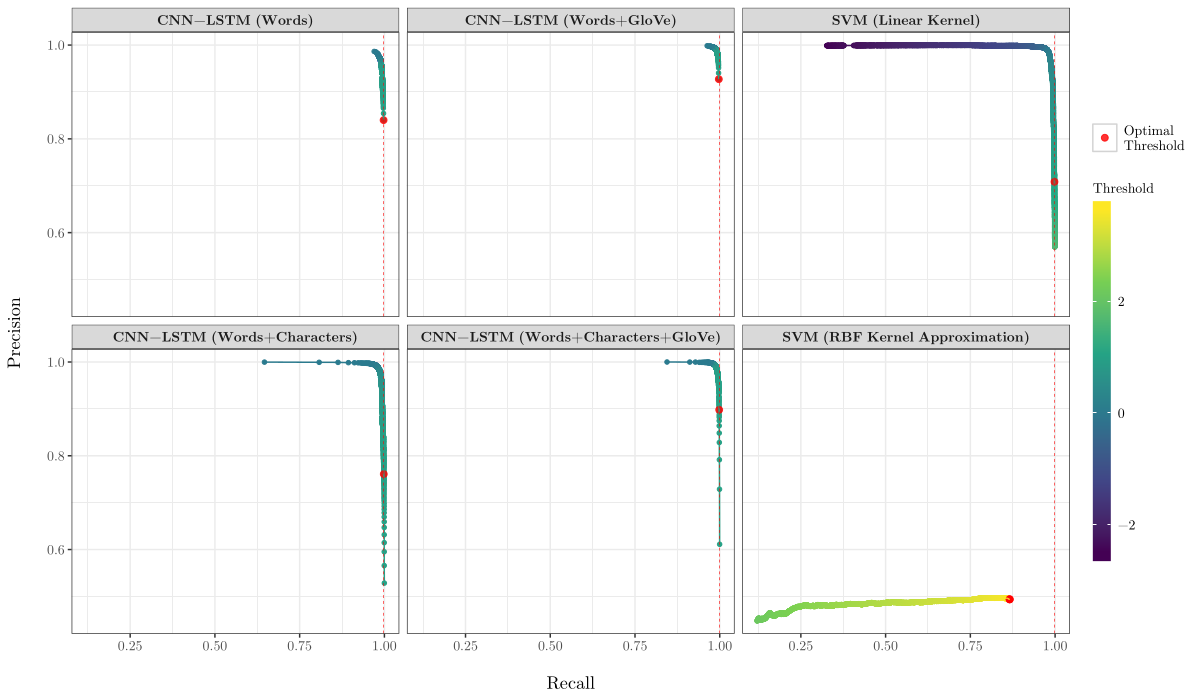 CNN−LSTM (Words)
CNN−LSTM (Words+GloVe)
SVM (Linear Kernel)
1.0
0.8
0.6
Optimal
Threshold
Threshold
2
0
−2
Precision
CNN−LSTM (Words+Characters)
CNN−LSTM (Words+Characters+GloVe)
SVM (RBF Kernel Approximation)
1.0
0.8
0.6
0.25
0.50
0.75
1.00
0.25
0.50
0.75
1.00
0.25
0.50
0.75
1.00
Recall